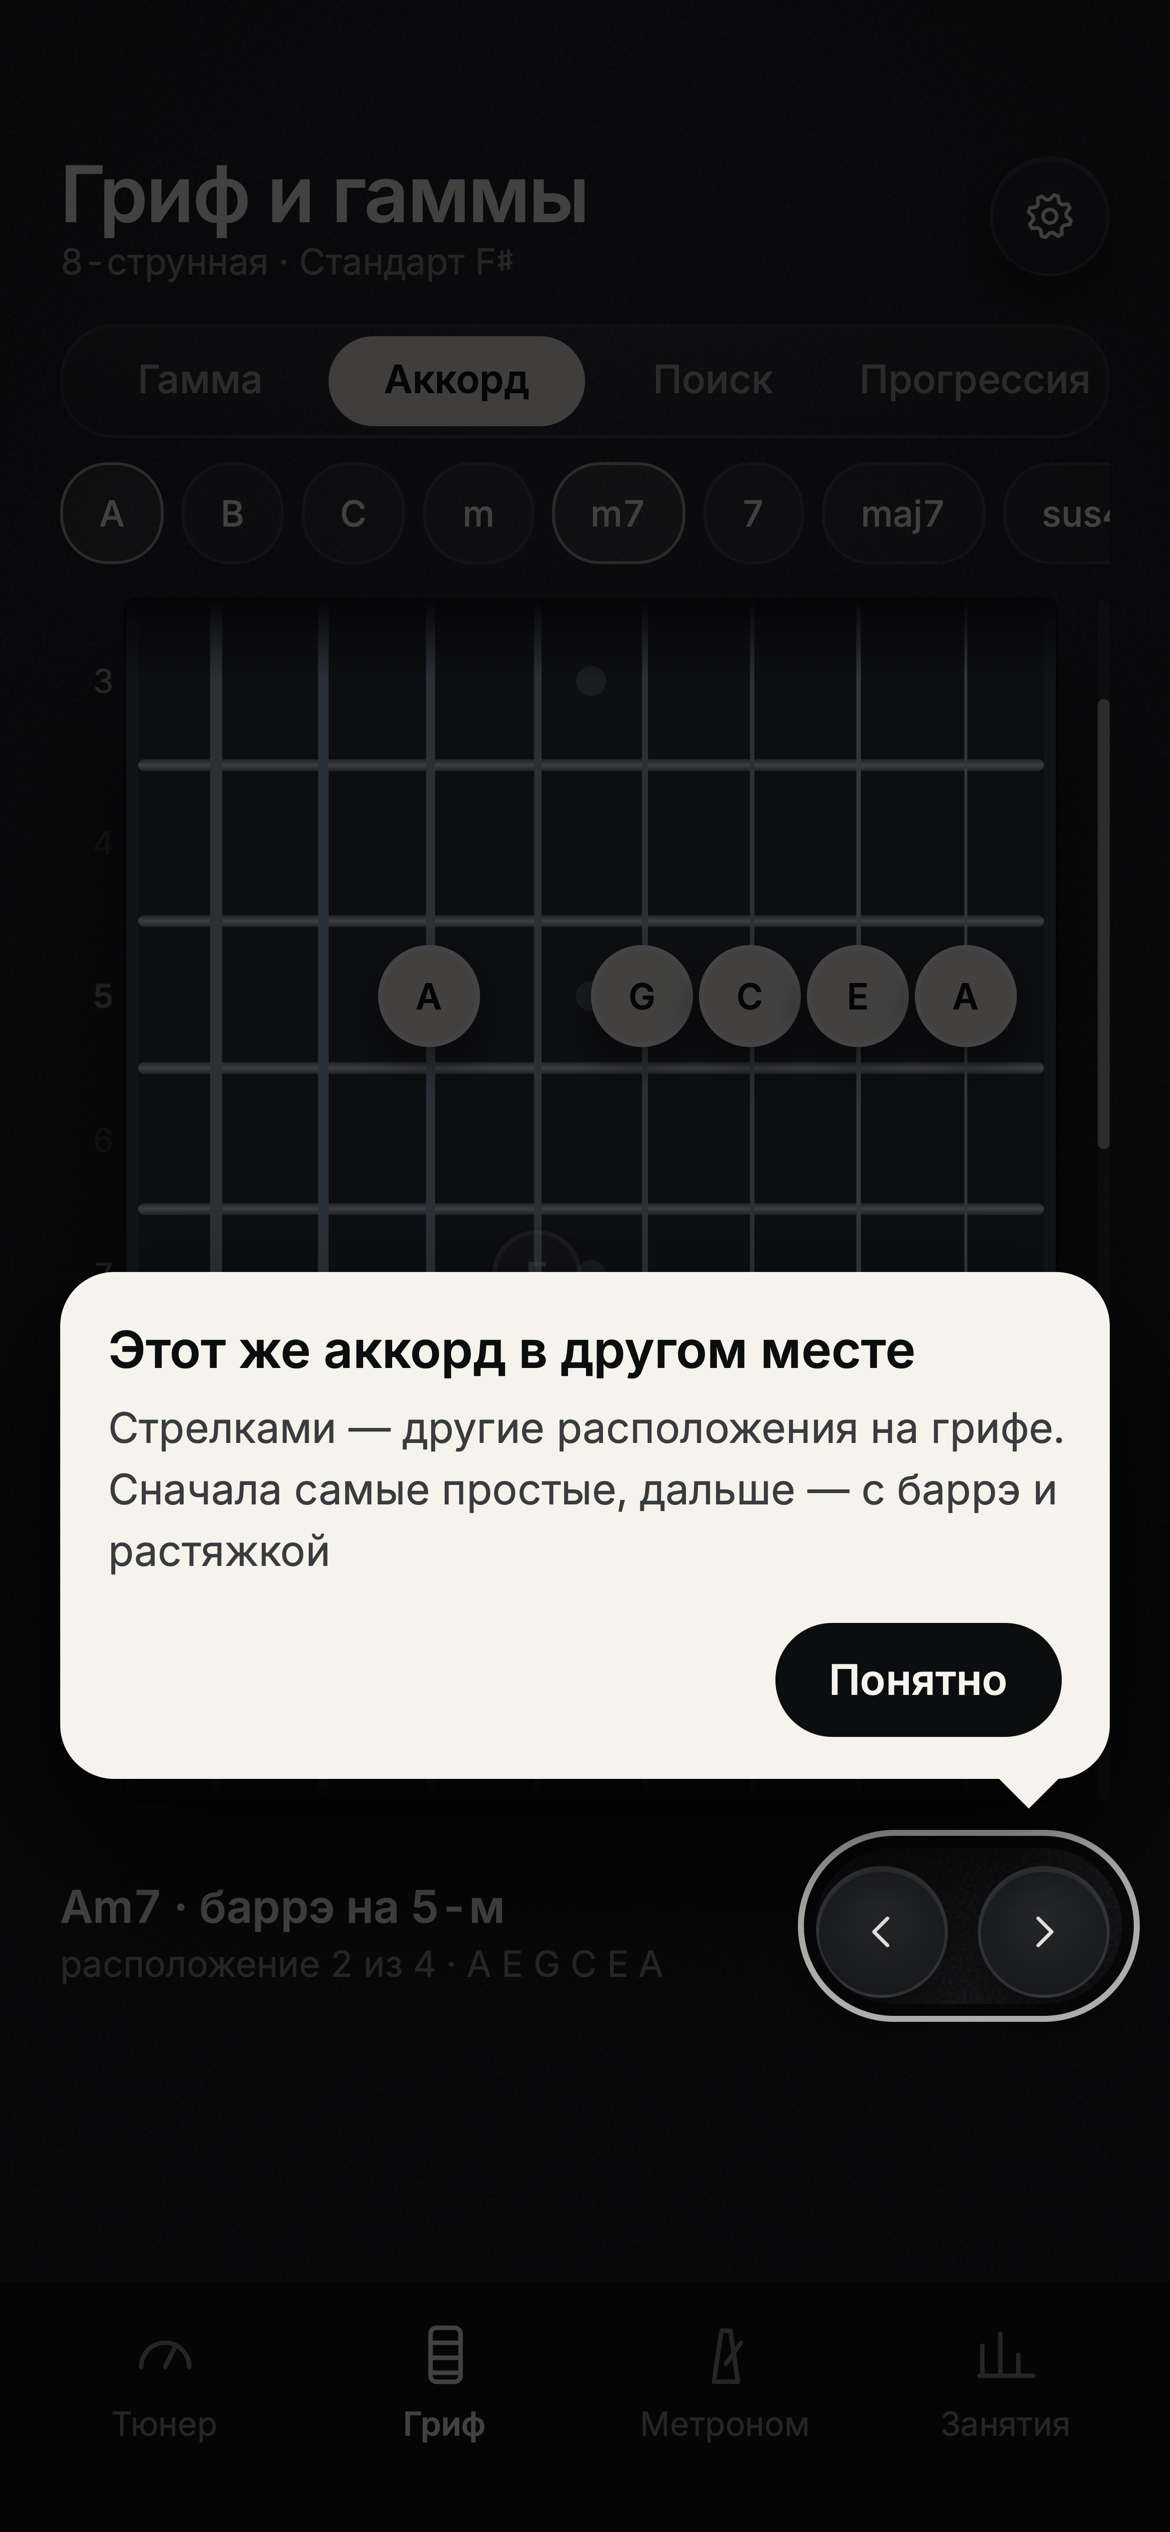 Гриф и гаммы
8-струнная · Стандарт F#
Гамма Аккорд Поиск Прогрессия
A B C m m7 7 maj7 sus4
3
4
5 A G C E A
6
7 E
Этот же аккорд в другом месте
Стрелками — другие расположения на грифе.
Сначала самые простые, дальше — с баррэ и
растяжкой
Понятно
Am7 · баррэ на 5-м
расположение 2 из 4 · A E G C E A
Тюнер Гриф Метроном Занятия